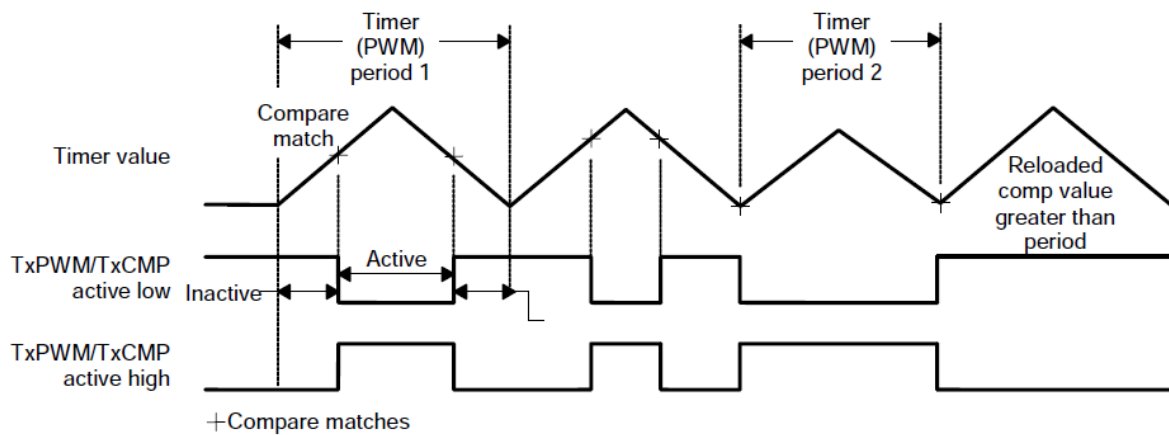 Timer
(PWM)
period 1
Timer
(PWM)
period 2
Compare
match
Timer value
Reloaded
comp value
greater than
period
TxPWM/TxCMP
active low
Inactive
Active
TxPWM/TxCMP
active high
+Compare matches